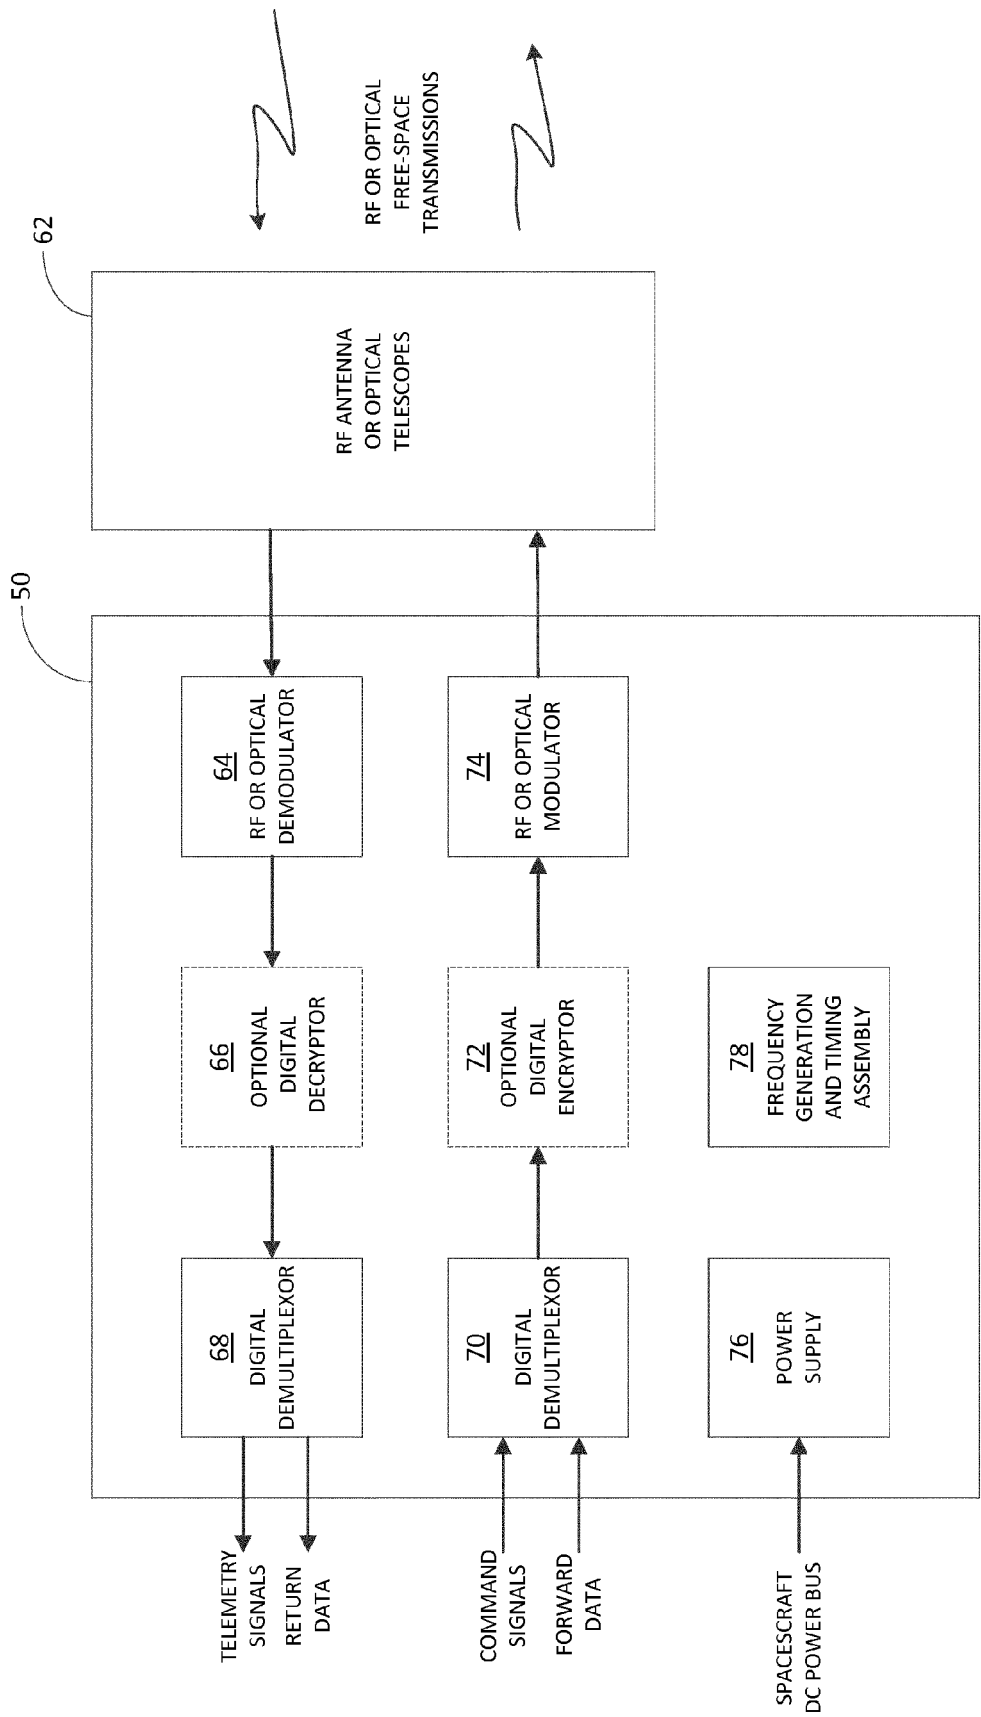 TELEMETRY
SIGNALS
RETURN
DATA
68
DIGITAL
DEMULTIPLEXOR
66
OPTIONAL
DIGITAL
DECRYPTOR
64
RF OR OPTICAL
DEMODULATOR
50
62
RF ANTENNA
OR OPTICAL
TELESCOPES
RF OR OPTICAL
FREE-SPACE
TRANSMISSIONS
COMMAND
SIGNALS
FORWARD
DATA
70
DIGITAL
DEMULTIPLEXOR
72
OPTIONAL
DIGITAL
ENCRYPTOR
74
RF OR OPTICAL
MODULATOR
SPACESCRAFT
DC POWER BUS
76
POWER
SUPPLY
78
FREQUENCY
GENERATION
AND TIMING
ASSEMBLY